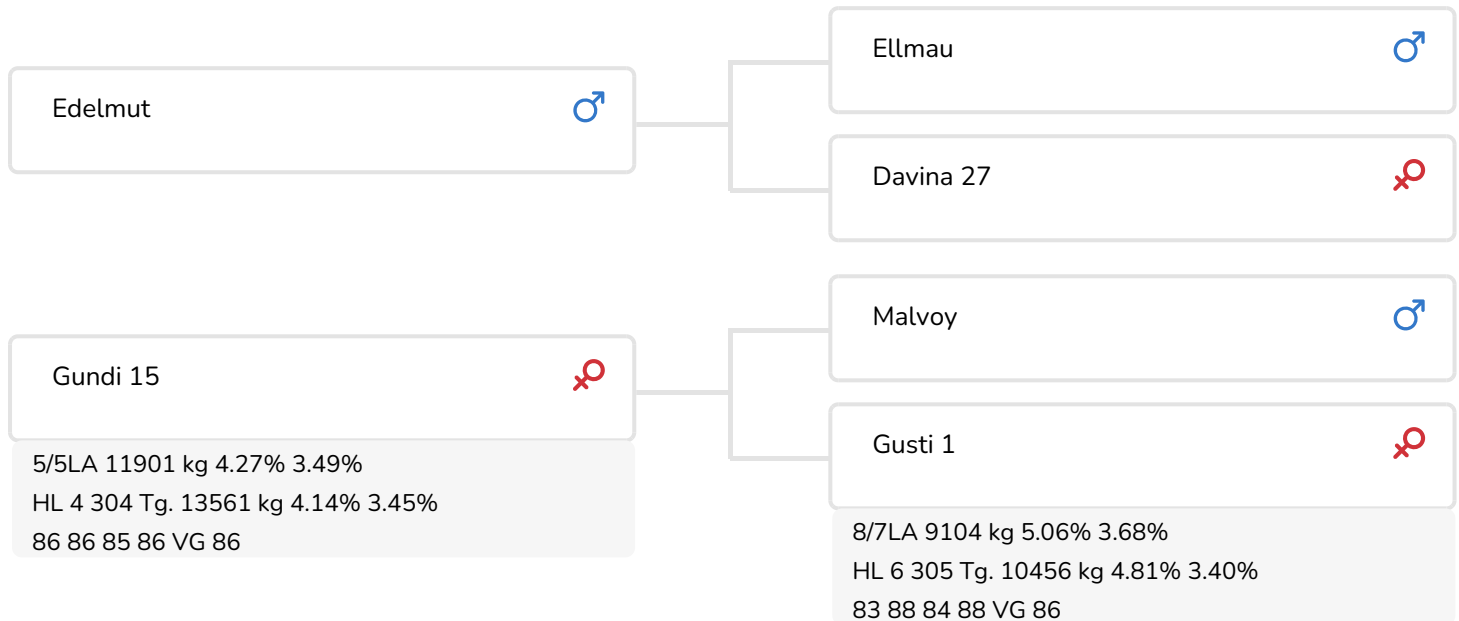 Edelmut
Ellmau
Davina 27
Gundi 15
5/5LA 11901 kg 4.27% 3.49%
HL 4 304 Tg. 13561 kg 4.14% 3.45%
86 86 85 86 VG 86
Malvoy
Gusti 1
8/7LA 9104 kg 5.06% 3.68%
HL 6 305 Tg. 10456 kg 4.81% 3.40%
83 88 84 88 VG 86